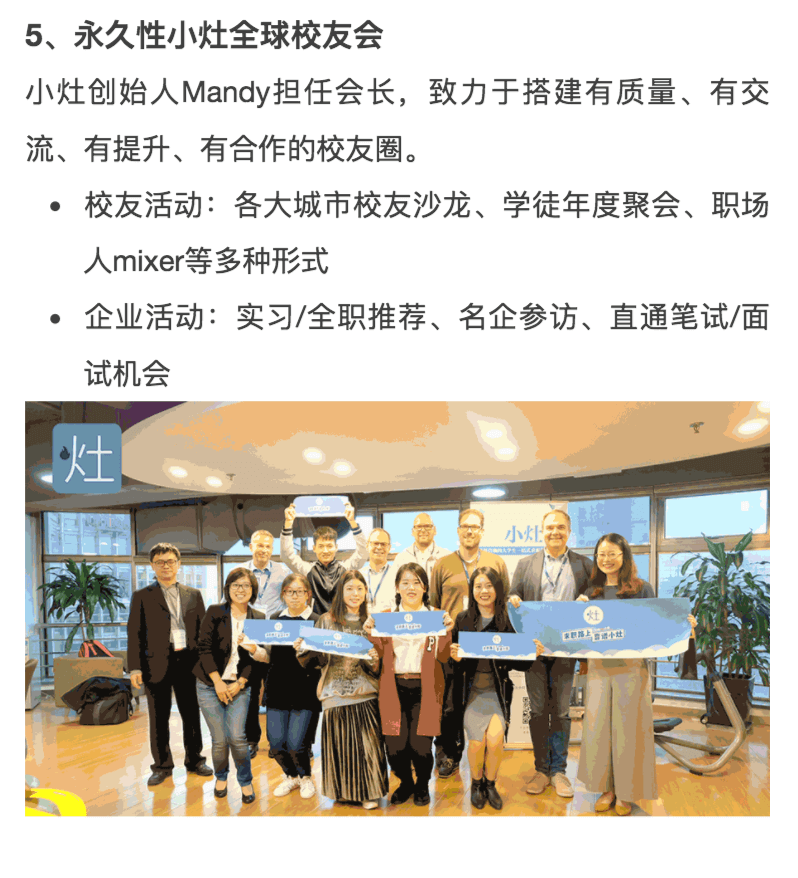 5、永久性小灶全球校友会
小灶创始人Mandy担任会长，致力于搭建有质量、有交
流、有提升、有合作的校友圈。
• 校友活动：各大城市校友沙龙、学徒年度聚会、职场
人mixer等多种形式
• 企业活动：实习/全职推荐、名企参访、直通笔试/面
试机会
灶
小灶
灶
求职路上 靠谱小灶